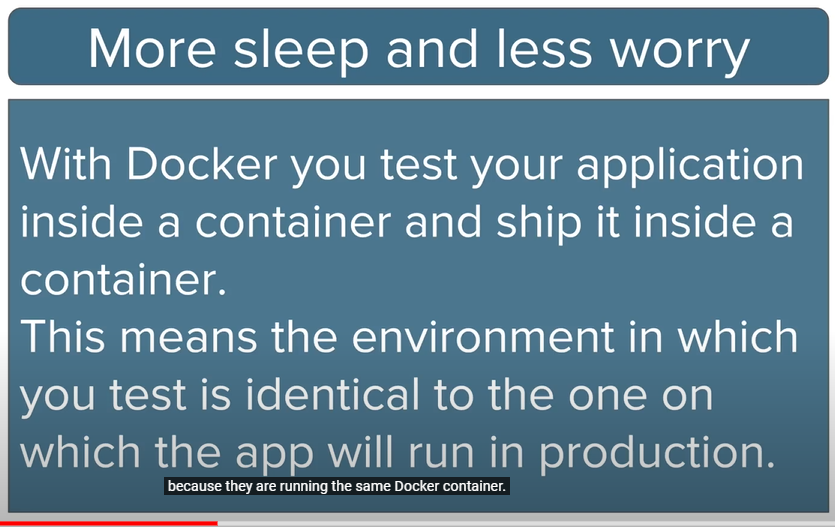 More sleep and less worry
With Docker you test your application
inside a container and ship it inside a
container.
This means the environment in which
you test is identical to the one on
which the app will run in production.
because they are running the same Docker container.